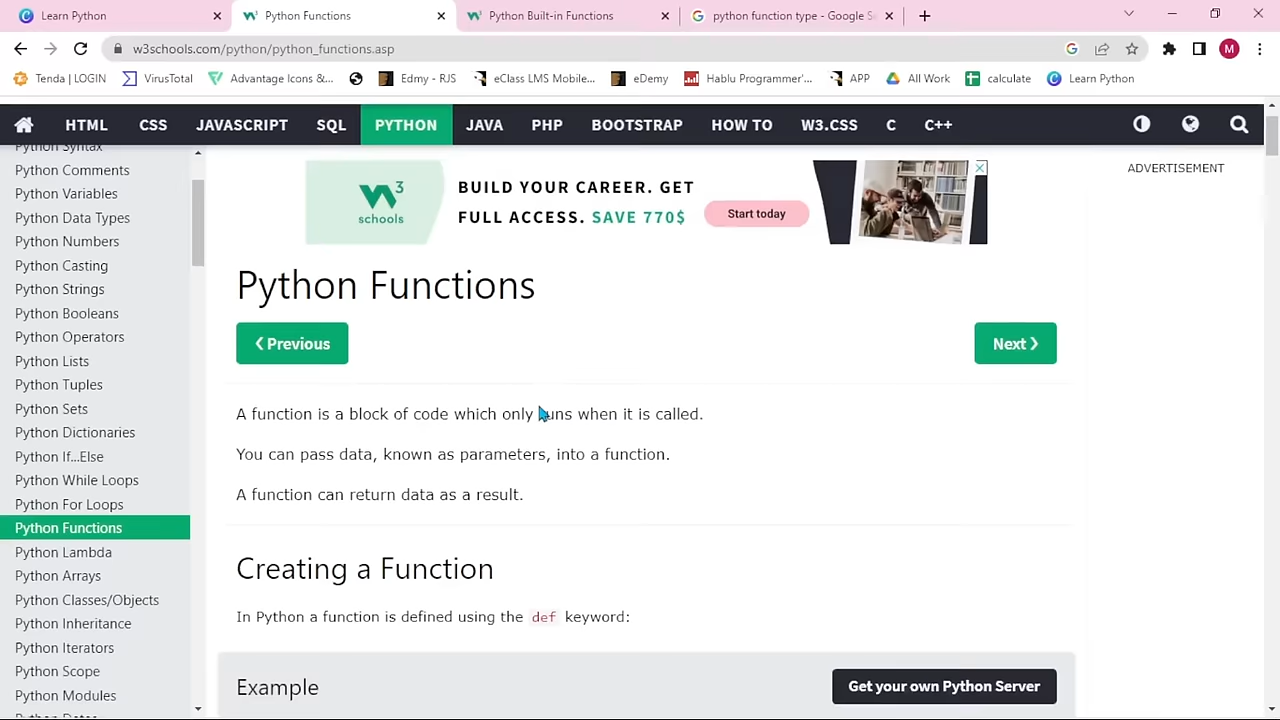 Learn Python
Python Functions
Python Built-in Functions
python function type - Google Se
w3schools.com/python/python_functions.asp
M
Tenda | LOGIN
VirusTotal
Advantage Icons &...
Edmy - RJS
eClass LMS Mobile...
eDemy
Hablu Programmer'...
APP
All Work
calculate
Learn Python
HTML
CSS
JAVASCRIPT
SQL
PYTHON
JAVA
PHP
BOOTSTRAP
HOW TO
W3.CSS
C
C++
Python Syntax
Python Comments
Python Variables
Python Data Types
Python Numbers
Python Casting
Python Strings
Python Booleans
Python Operators
Python Lists
Python Tuples
Python Sets
Python Dictionaries
Python If...Else
Python While Loops
Python For Loops
Python Functions
Python Lambda
Python Arrays
Python Classes/Objects
Python Inheritance
Python Iterators
Python Scope
Python Modules
Python Dates
W3
schools
BUILD YOUR CAREER. GET
FULL ACCESS. SAVE 770$
Start today
ADVERTISEMENT
Python Functions
❮ Previous
Next ❯
A function is a block of code which only runs when it is called.
You can pass data, known as parameters, into a function.
A function can return data as a result.
Creating a Function
In Python a function is defined using the def keyword:
Example
Get your own Python Server